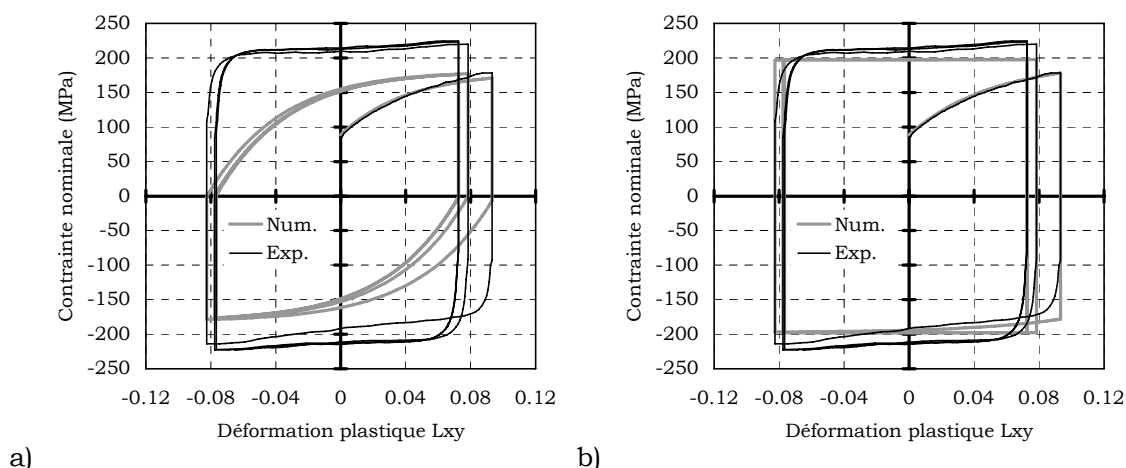 250
200
150
100
50
0
-50
-100
-150
-200
-250
-0.12 -0.08 -0.04 0 0.04 0.08 0.12
Contrainte nominale (MPa)
Déformation plastique Lxy
Num.
Exp.
a)
250
200
150
100
50
0
-50
-100
-150
-200
-250
-0.12 -0.08 -0.04 0 0.04 0.08 0.12
Contrainte nominale (MPa)
Déformation plastique Lxy
Num.
Exp.
b)